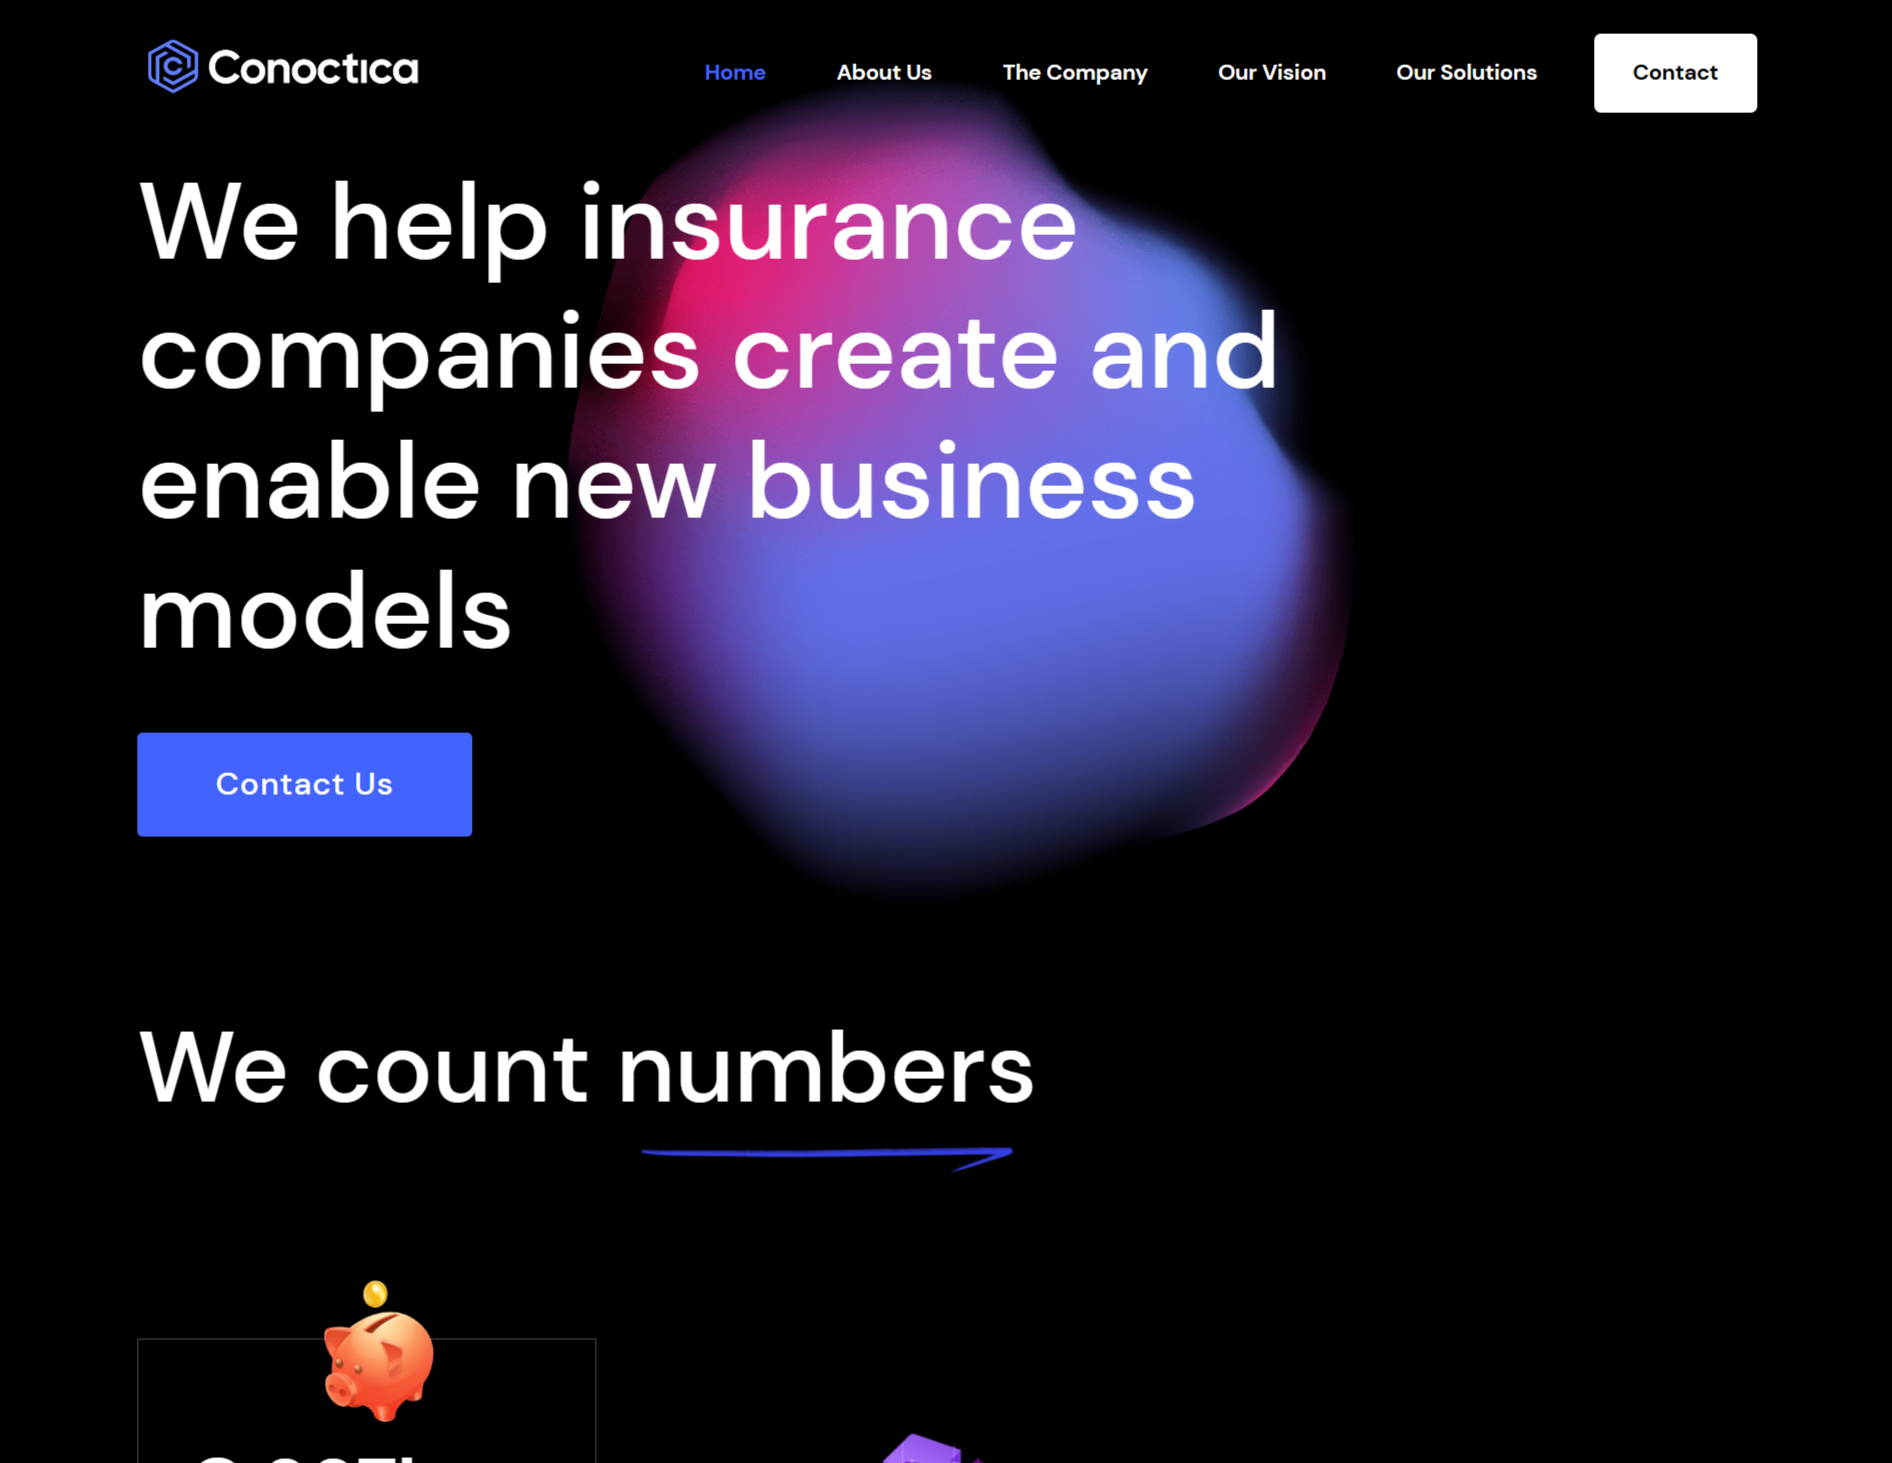 Conoctica
Home
About Us
The Company
Our Vision
Our Solutions
Contact
We help insurance
companies create and
enable new business
models
Contact Us
We count numbers